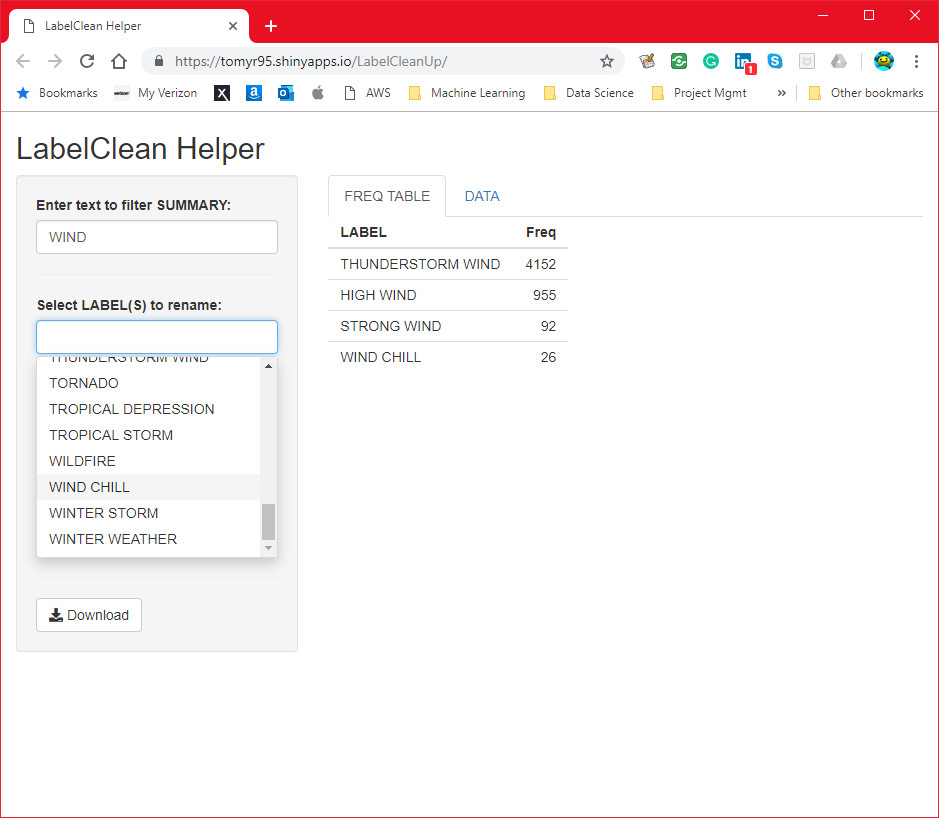 LabelClean Helper
https://tomyr95.shinyapps.io/LabelCleanUp/
1
Bookmarks My Verizon X a AWS Machine Learning Data Science Project Mgmt » Other bookmarks
LabelClean Helper
Enter text to filter SUMMARY:
WIND
Select LABEL(S) to rename:
THUNDERSTORM WIND
TORNADO
TROPICAL DEPRESSION
TROPICAL STORM
WILDFIRE
WIND CHILL
WINTER STORM
WINTER WEATHER
Download
FREQ TABLE DATA
LABEL Freq
THUNDERSTORM WIND 4152
HIGH WIND 955
STRONG WIND 92
WIND CHILL 26